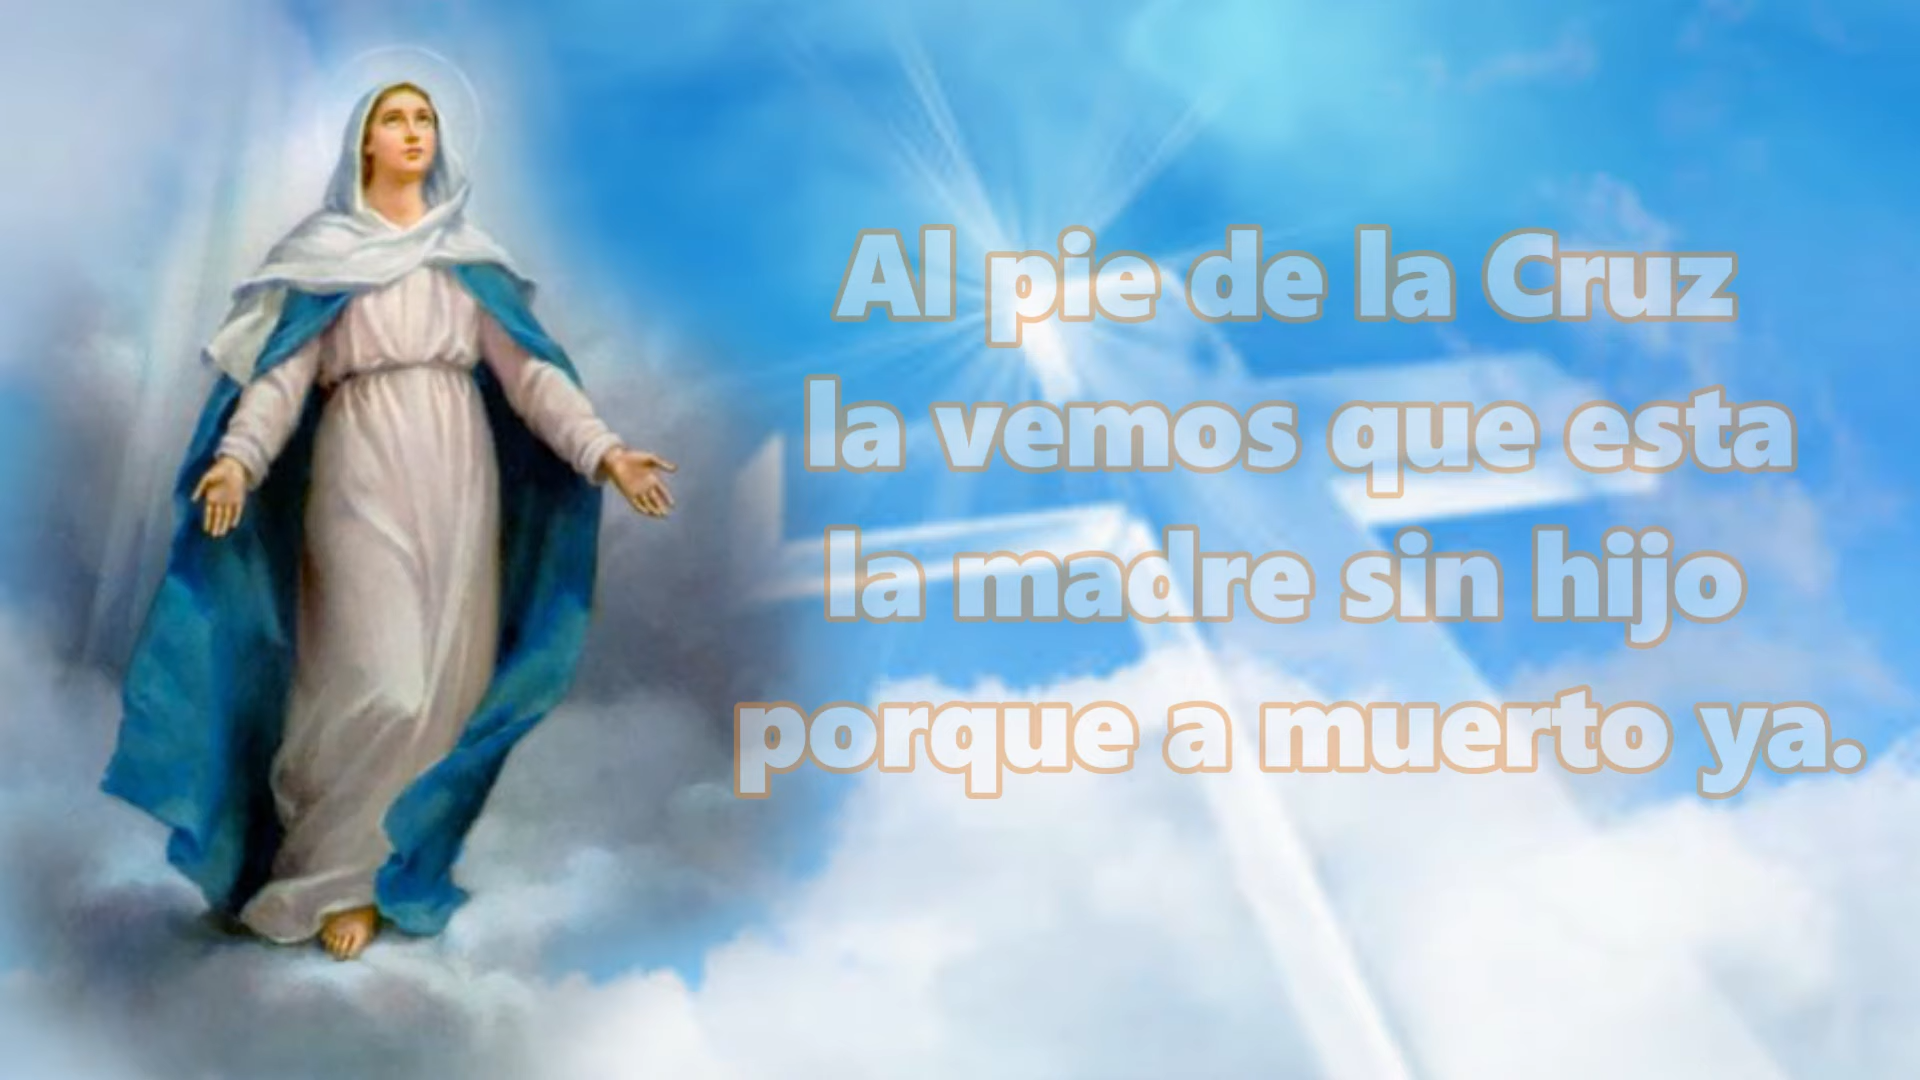 Al pie de la Cruz
la vemos que esta
la madre sin hijo
porque a muerto ya.